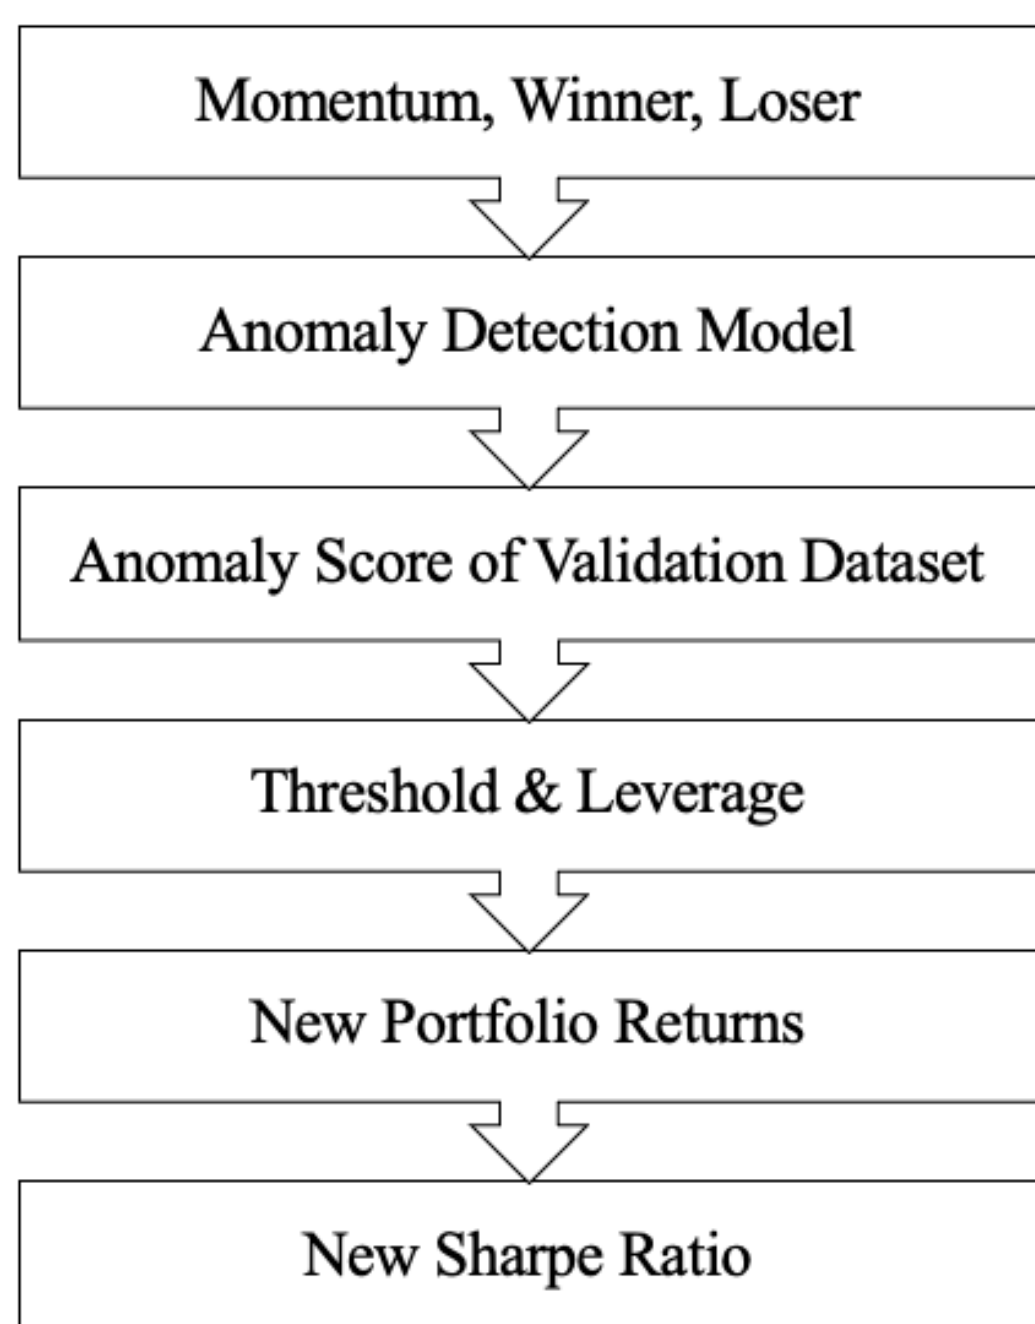 Momentum, Winner, Loser
Anomaly Detection Model
Anomaly Score of Validation Dataset
Threshold & Leverage
New Portfolio Returns
New Sharpe Ratio